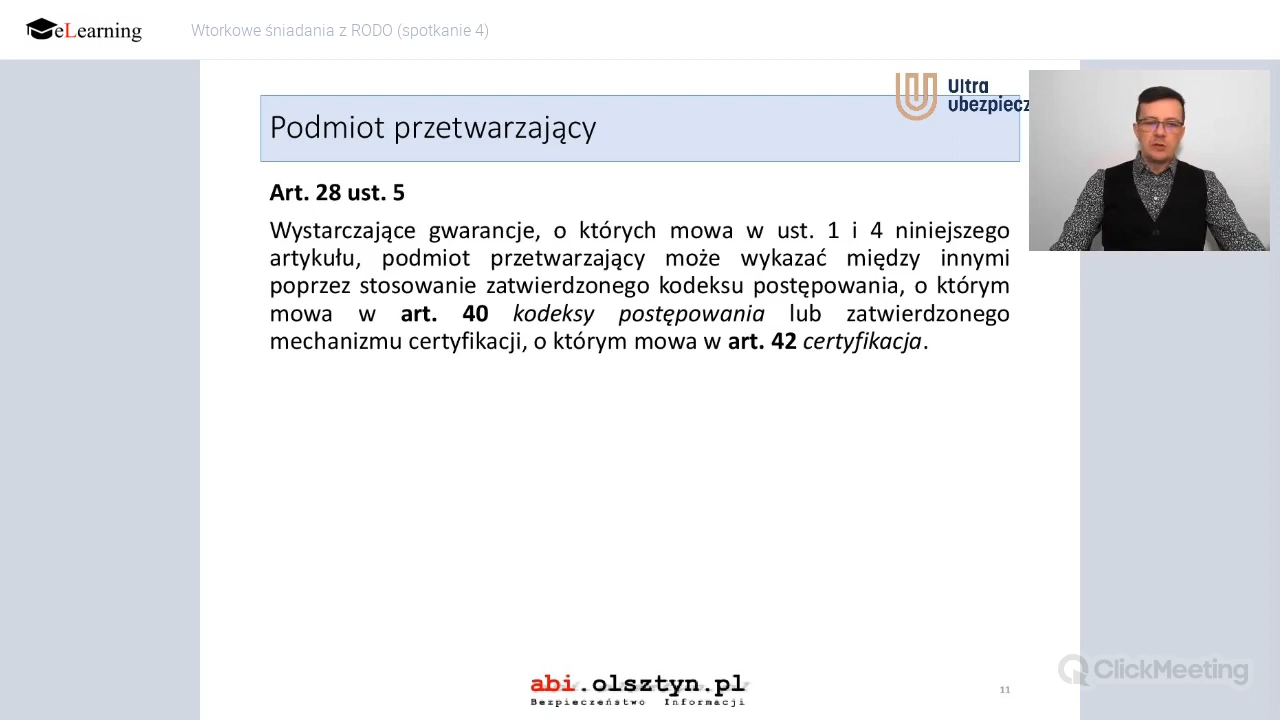 eLearning
Wtorkowe śniadania z RODO (spotkanie 4)
Ultra
ubezpiecz
Podmiot przetwarzający
Art. 28 ust. 5
Wystarczające gwarancje, o których mowa w ust. 1 i 4 niniejszego
artykułu, podmiot przetwarzający może wykazać między innymi
poprzez stosowanie zatwierdzonego kodeksu postępowania, o którym
mowa w art. 40 kodeksy postępowania lub zatwierdzonego
mechanizmu certyfikacji, o którym mowa w art. 42 certyfikacja.
abi.olsztyn.pl
Bezpieczeństwo Informacji
11
ClickMeeting